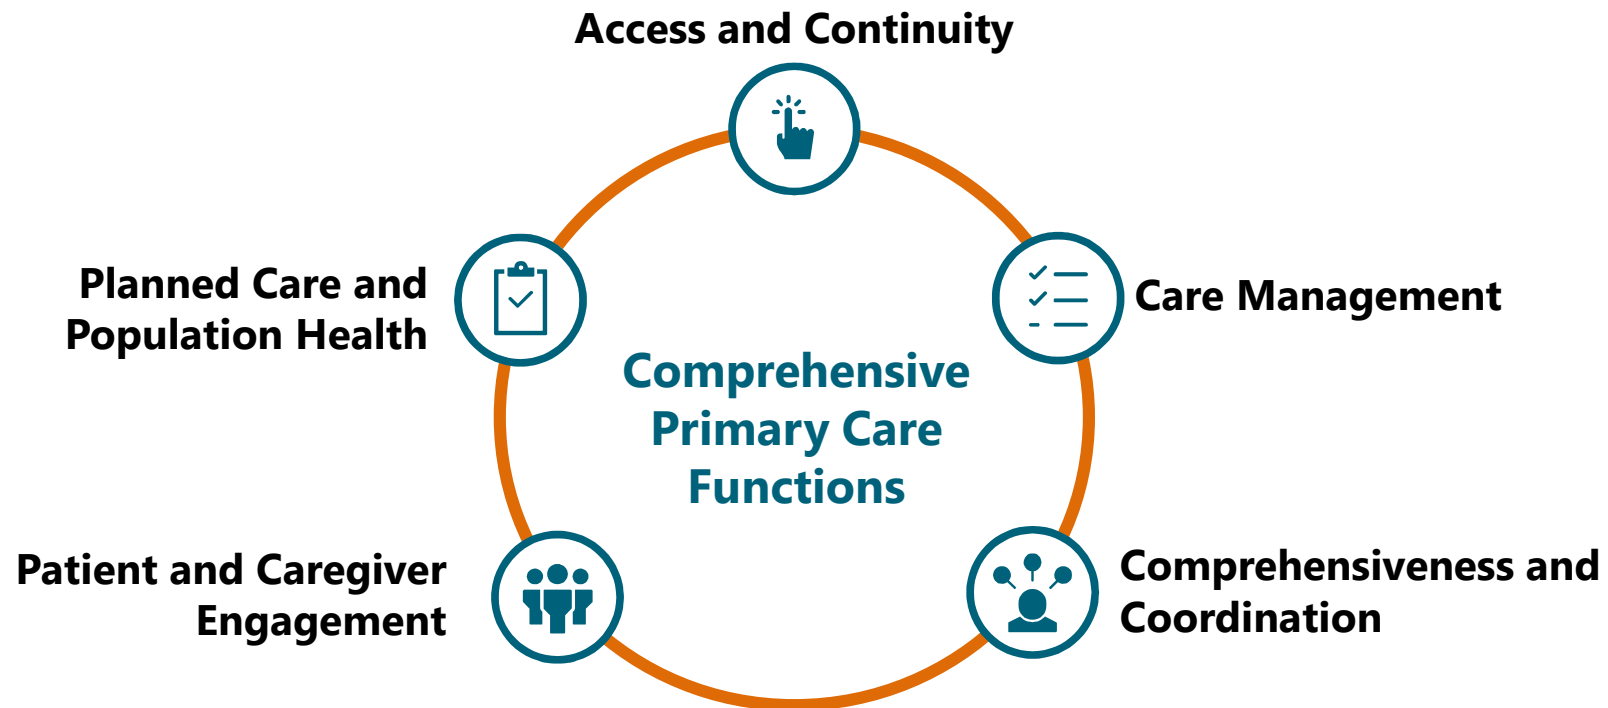 Access and Continuity
Care Management
Comprehensiveness and
Coordination
Patient and Caregiver
Engagement
Planned Care and
Population Health
Comprehensive
Primary Care
Functions